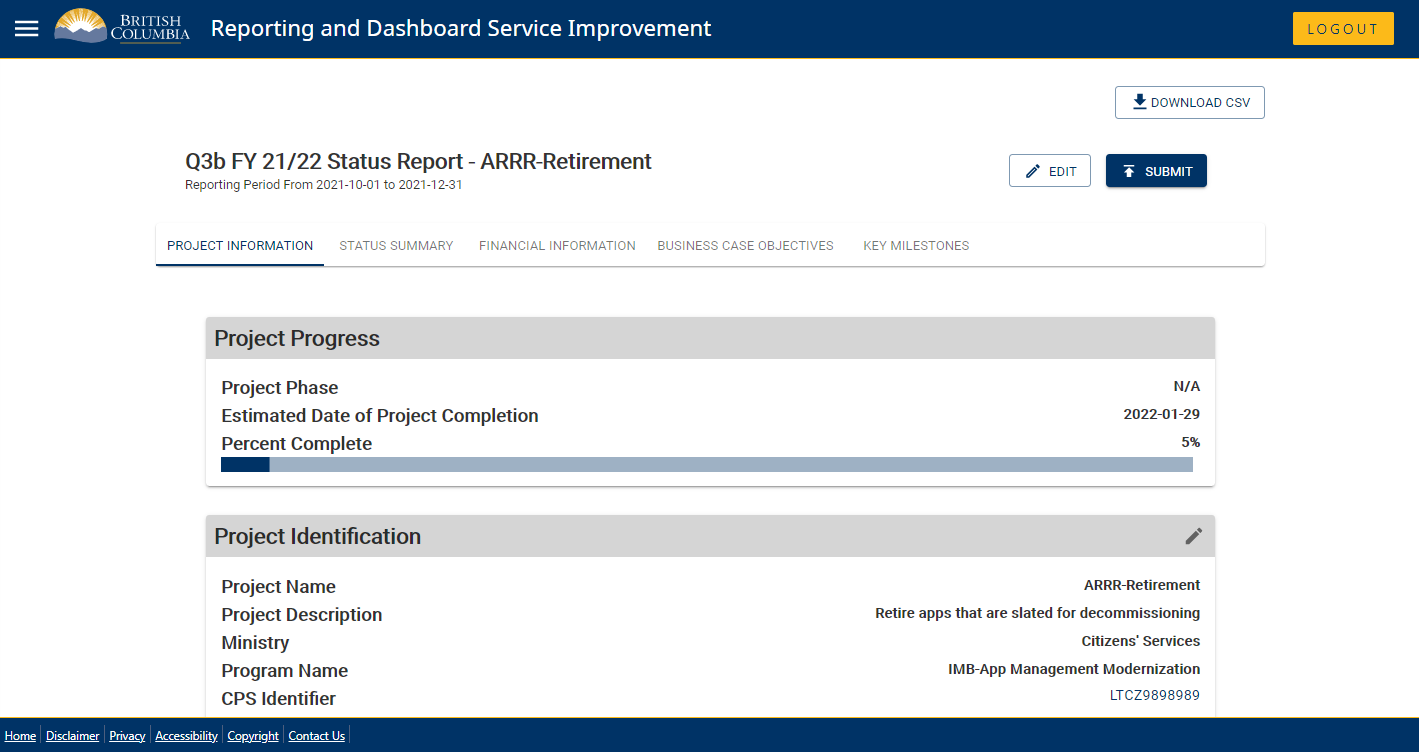 BRITISH
COLUMBIA
Reporting and Dashboard Service Improvement
LOGOUT
DOWNLOAD CSV
Q3b FY 21/22 Status Report - ARRR-Retirement
Reporting Period From 2021-10-01 to 2021-12-31
EDIT
SUBMIT
PROJECT INFORMATION STATUS SUMMARY FINANCIAL INFORMATION BUSINESS CASE OBJECTIVES KEY MILESTONES
Project Progress
Project Phase N/A
Estimated Date of Project Completion 2022-01-29
Percent Complete 5%
Project Identification
Project Name ARRR-Retirement
Project Description Retire apps that are slated for decommissioning
Ministry Citizens' Services
Program Name IMB-App Management Modernization
CPS Identifier LTCZ9898989
Home Disclaimer Privacy Accessibility Copyright Contact Us